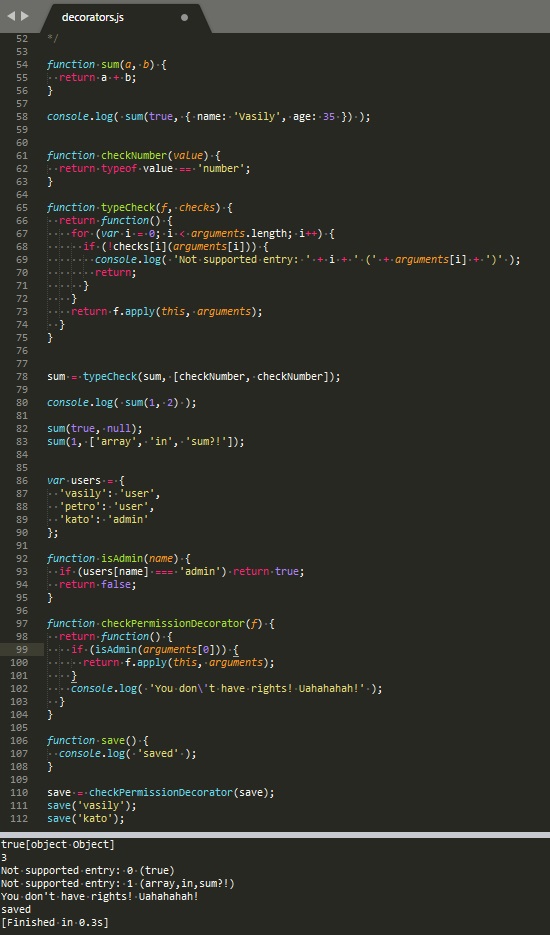 decorators.js
52 */
53
54 function sum(a, b) {
55   return a + b;
56 }
57
58 console.log( sum(true, { name: 'Vasily', age: 35 }) );
59
60
61 function checkNumber(value) {
62   return typeof value == 'number';
63 }
64
65 function typeCheck(f, checks) {
66   return function() {
67     for (var i = 0; i < arguments.length; i++) {
68       if (!checks[i](arguments[i])) {
69         console.log( 'Not supported entry: ' + i + ' (' + arguments[i] + ')' );
70         return;
71       }
72     }
73     return f.apply(this, arguments);
74   }
75 }
76
77
78 sum = typeCheck(sum, [checkNumber, checkNumber]);
79
80 console.log( sum(1, 2) );
81
82 sum(true, null);
83 sum(1, ['array', 'in', 'sum?!']);
84
85
86 var users = {
87   'vasily': 'user',
88   'petro': 'user',
89   'kato': 'admin'
90 };
91
92 function isAdmin(name) {
93   if (users[name] === 'admin') return true;
94   return false;
95 }
96
97 function checkPermissionDecorator(f) {
98   return function() {
99     if (isAdmin(arguments[0])) {
100       return f.apply(this, arguments);
101     }
102     console.log( 'You don\'t have rights! Uahahahah!' );
103   }
104 }
105
106 function save() {
107   console.log( 'saved' );
108 }
109
110 save = checkPermissionDecorator(save);
111 save('vasily');
112 save('kato');
true[object Object]
3
Not supported entry: 0 (true)
Not supported entry: 1 (array,in,sum?!)
You don't have rights! Uahahahah!
saved
[Finished in 0.3s]